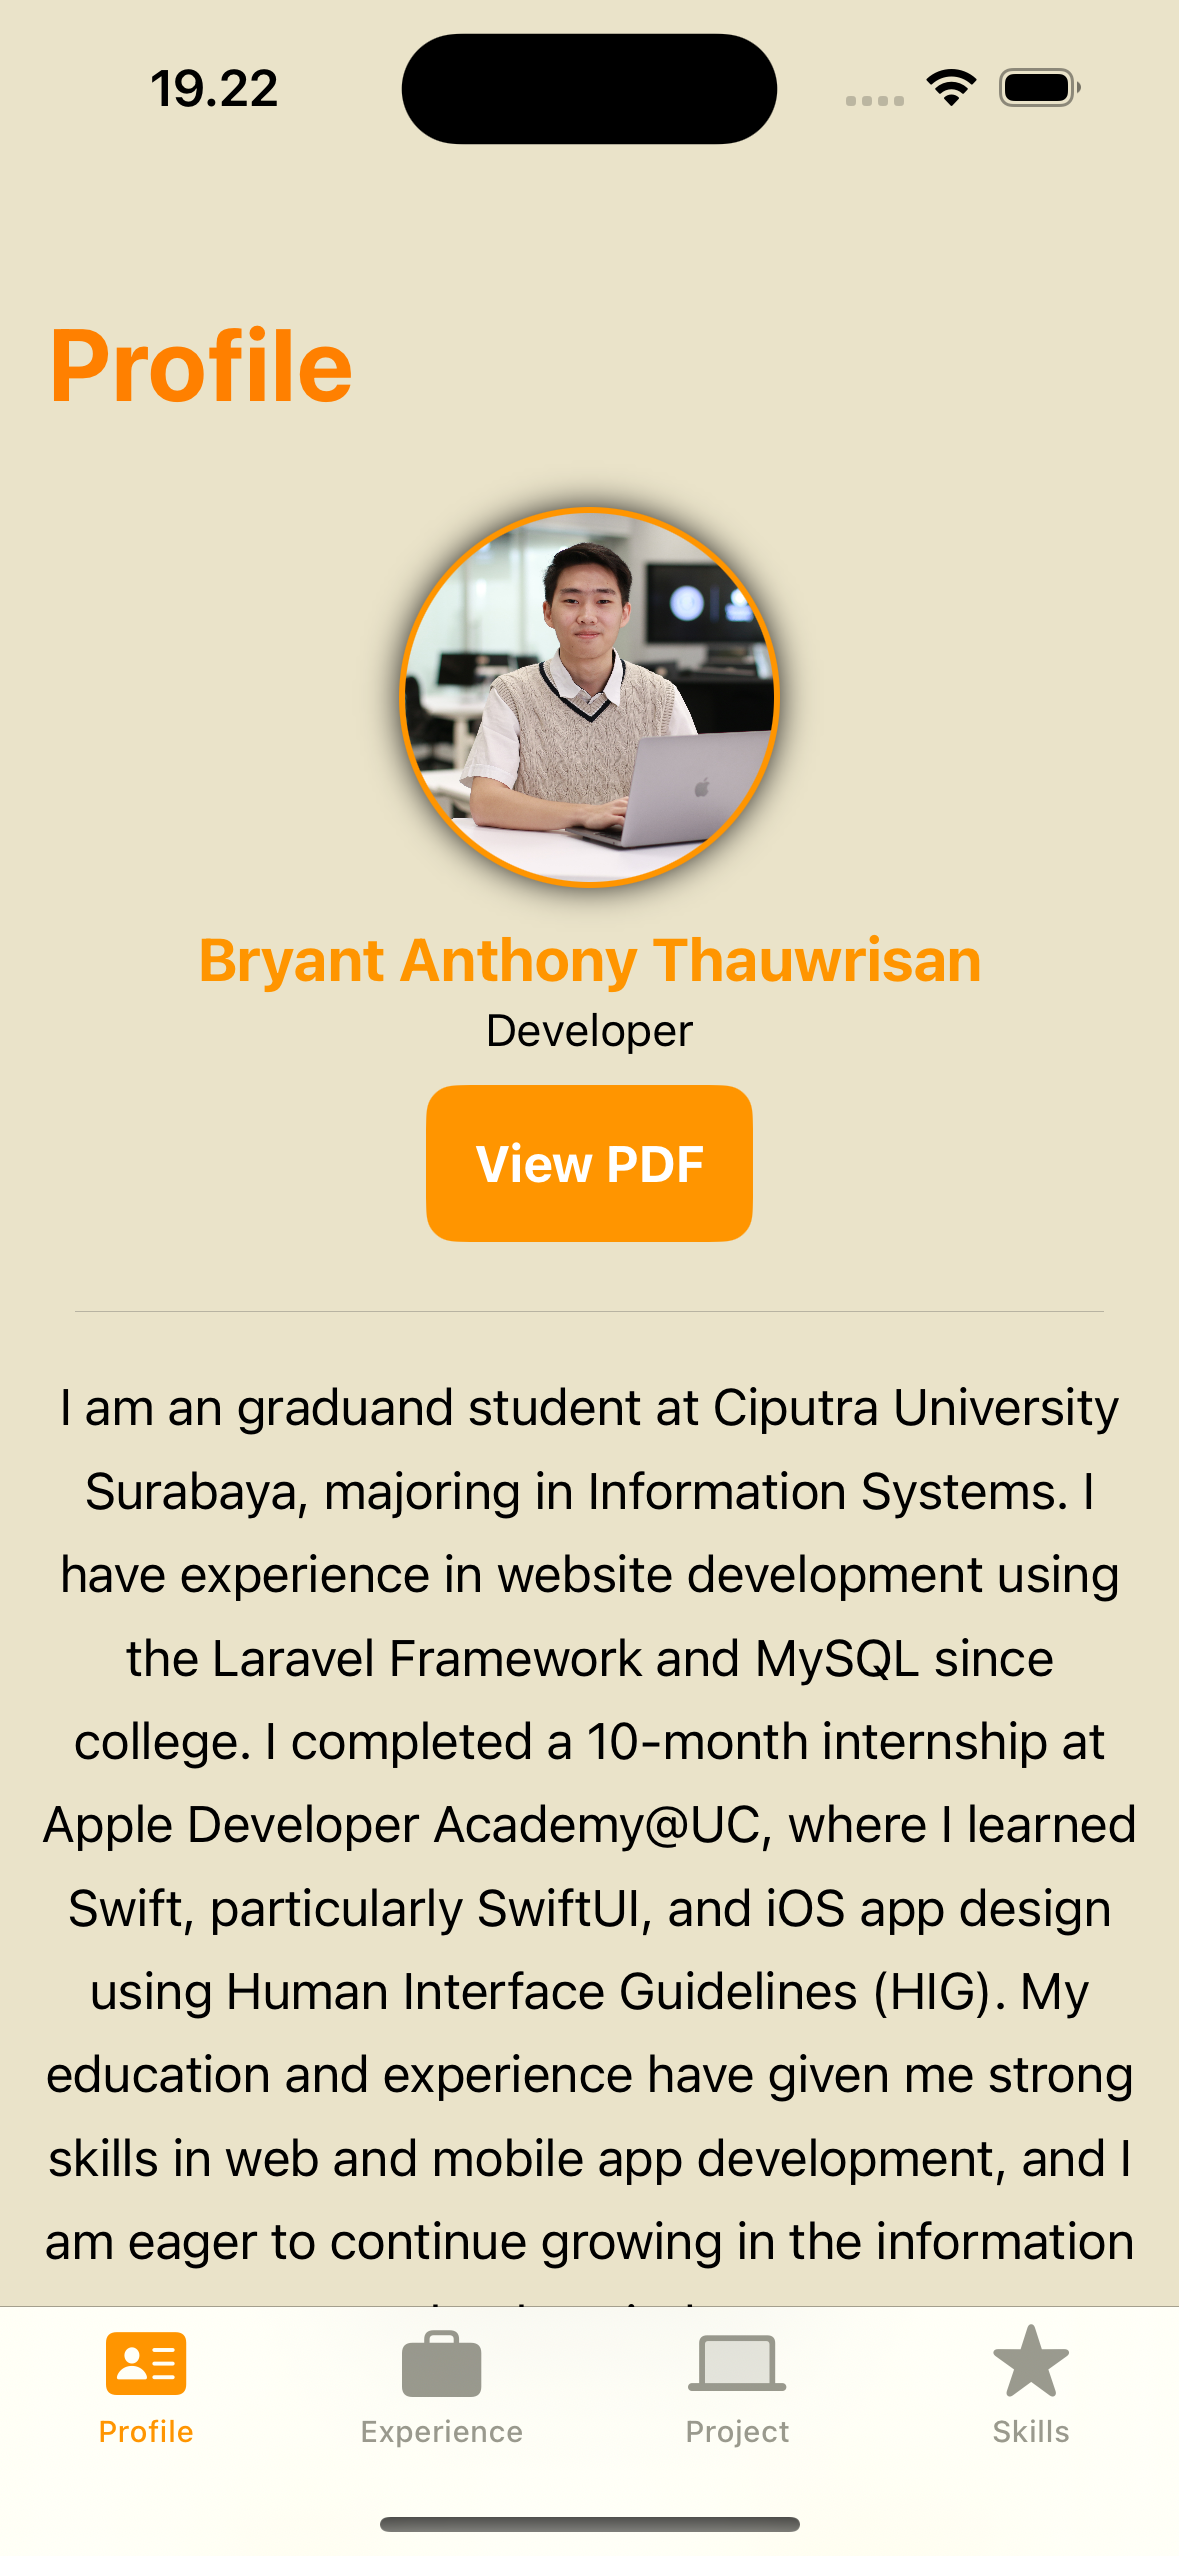 19.22
Profile
Bryant Anthony Thauwrisan
Developer
View PDF
I am an graduand student at Ciputra University
Surabaya, majoring in Information Systems. I
have experience in website development using
the Laravel Framework and MySQL since
college. I completed a 10-month internship at
Apple Developer Academy@UC, where I learned
Swift, particularly SwiftUI, and iOS app design
using Human Interface Guidelines (HIG). My
education and experience have given me strong
skills in web and mobile app development, and I
am eager to continue growing in the information
Profile
Experience
Project
Skills